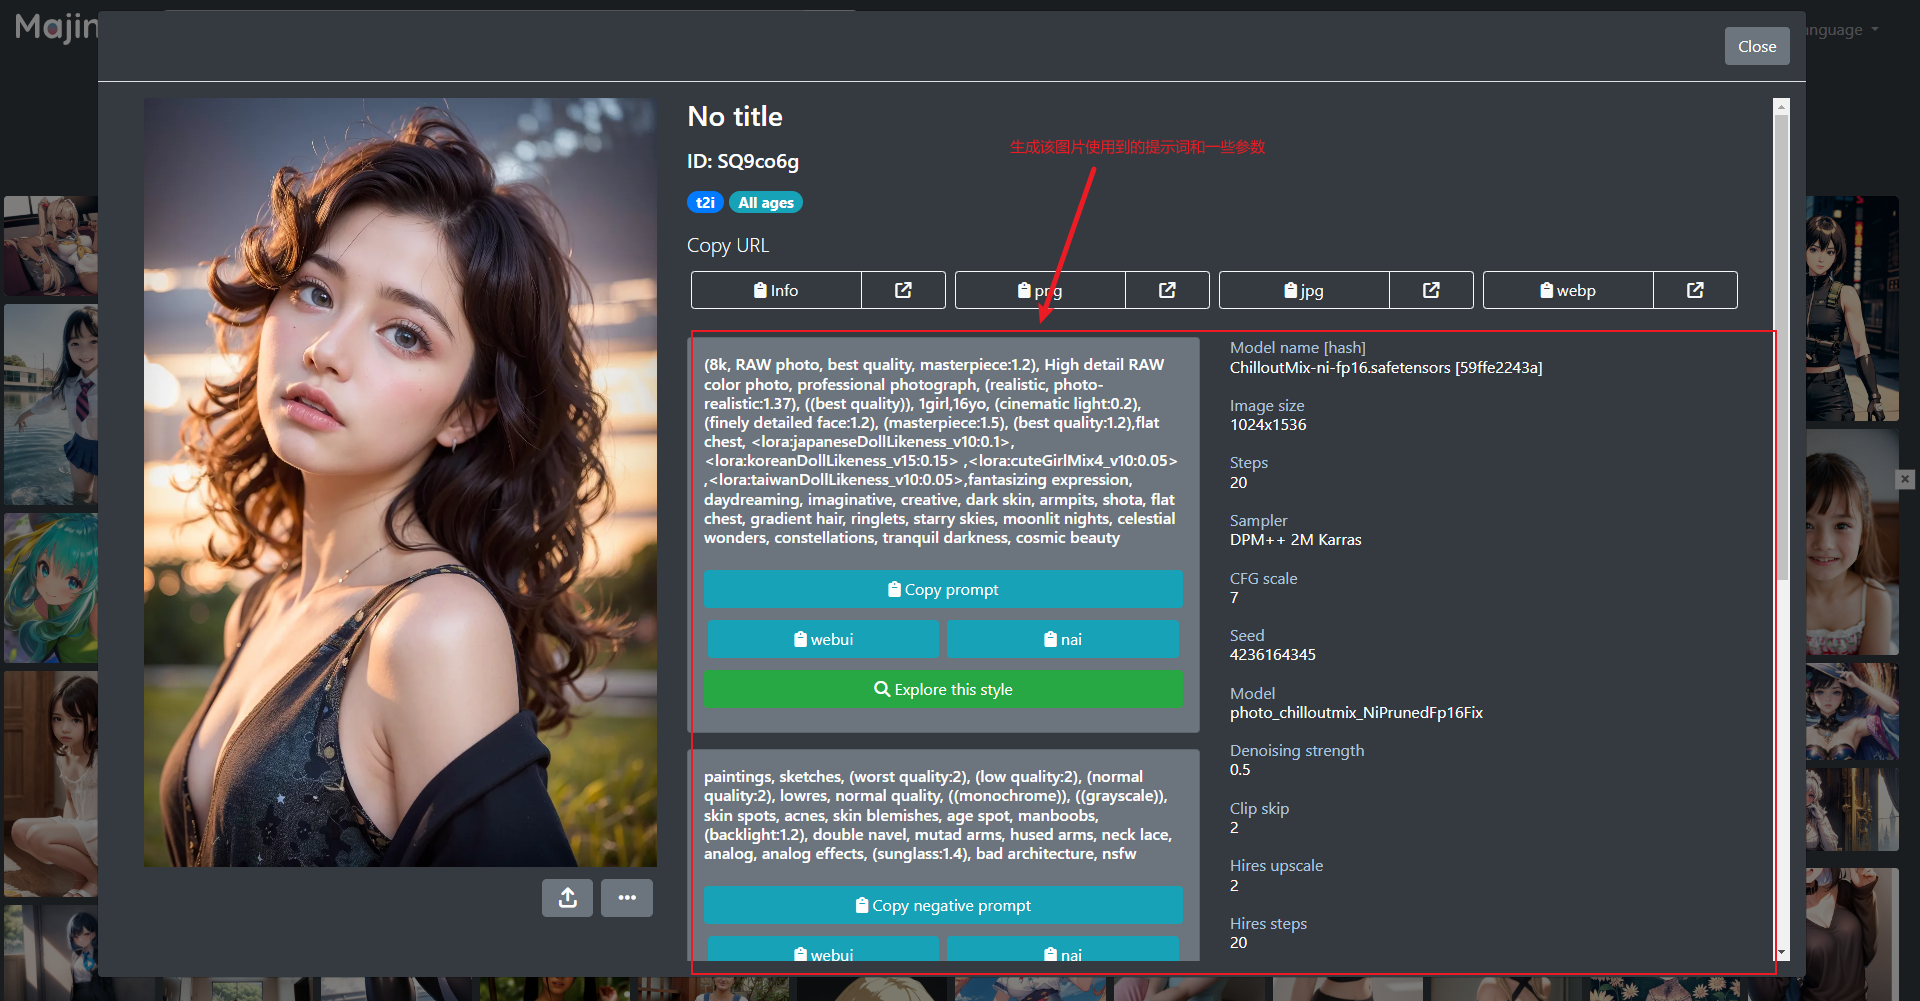 Majin
anguage
Close
No title
生成该图片使用到的提示词和一些参数
ID: SQ9co6g
t2i All ages
Copy URL
Info png jpg webp
(8k, RAW photo, best quality, masterpiece:1.2), High detail RAW
color photo, professional photograph, (realistic, photo-
realistic:1.37), ((best quality)), 1girl,16yo, (cinematic light:0.2),
(finely detailed face:1.2), (masterpiece:1.5), (best quality:1.2),flat
chest, <lora:japaneseDollLikeness_v10:0.1>,
<lora:koreanDollLikeness_v15:0.15> ,<lora:cuteGirlMix4_v10:0.05>
,<lora:taiwanDollLikeness_v10:0.05>,fantasizing expression,
daydreaming, imaginative, creative, dark skin, armpits, shota, flat
chest, gradient hair, ringlets, starry skies, moonlit nights, celestial
wonders, constellations, tranquil darkness, cosmic beauty
Copy prompt
webui nai
Explore this style
paintings, sketches, (worst quality:2), (low quality:2), (normal
quality:2), lowres, normal quality, ((monochrome)), ((grayscale)),
skin spots, acnes, skin blemishes, age spot, manboobs,
(backlight:1.2), double navel, mutad arms, hused arms, neck lace,
analog, analog effects, (sunglass:1.4), bad architecture, nsfw
Copy negative prompt
webui nai
Model name [hash]
ChilloutMix-ni-fp16.safetensors [59ffe2243a]
Image size
1024x1536
Steps
20
Sampler
DPM++ 2M Karras
CFG scale
7
Seed
4236164345
Model
photo_chilloutmix_NiPrunedFp16Fix
Denoising strength
0.5
Clip skip
2
Hires upscale
2
Hires steps
20